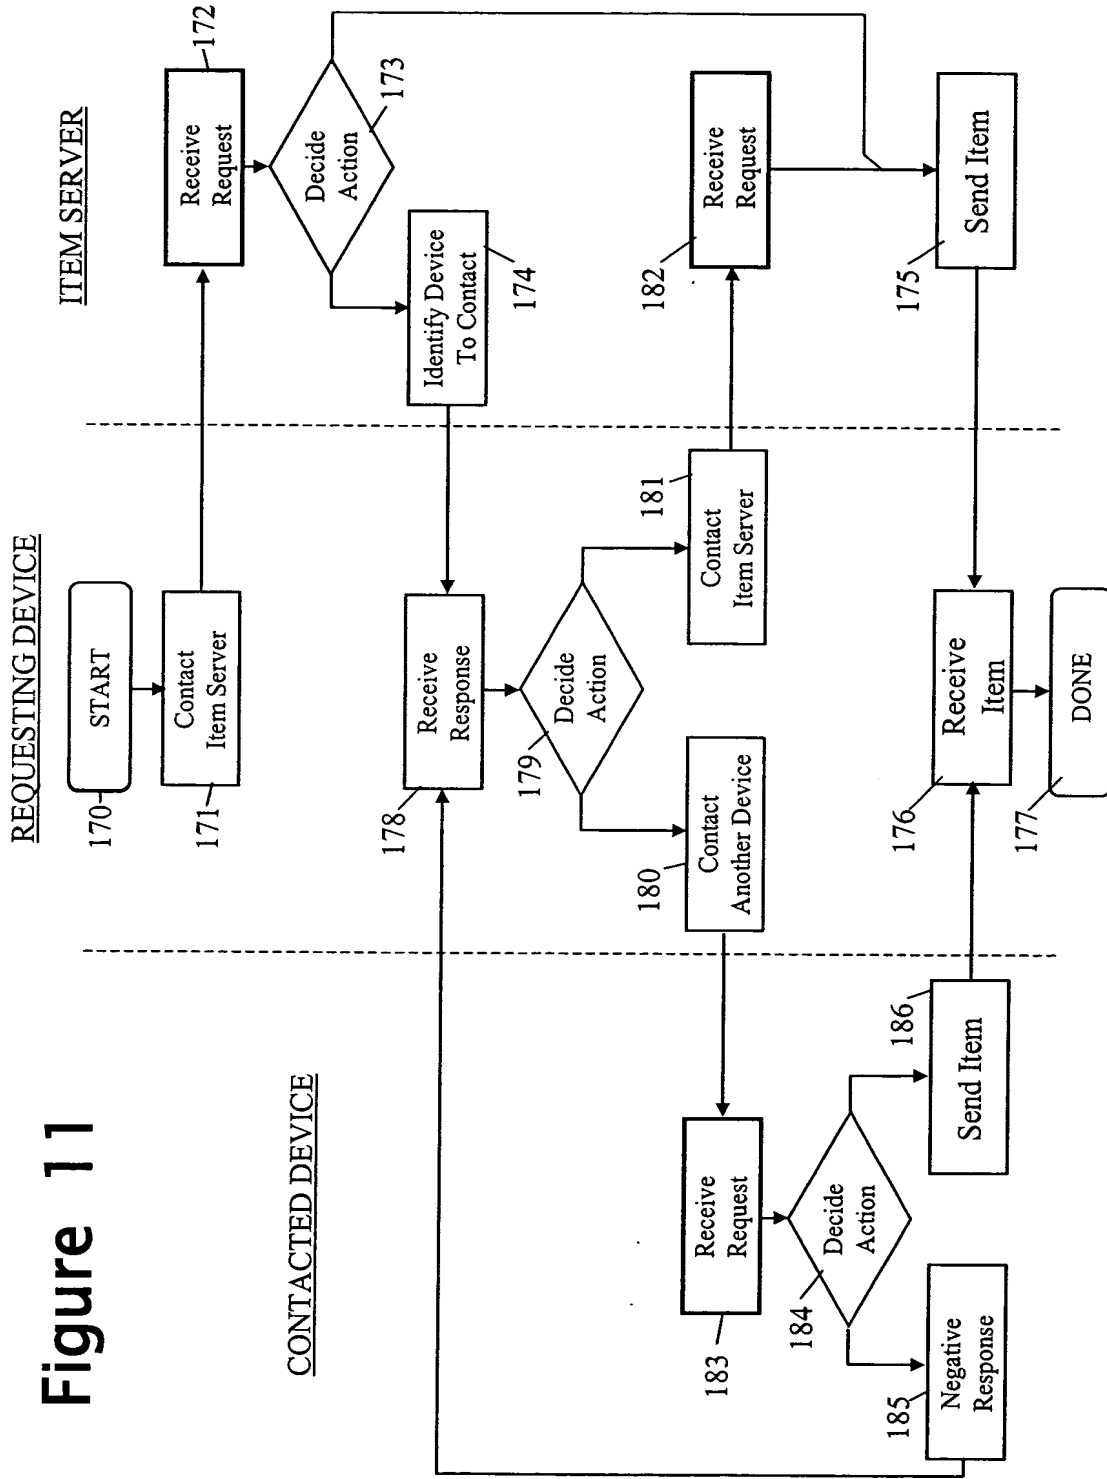 Figure 11
CONTACTED DEVICE
REQUESTING DEVICE
ITEM SERVER
START
170
Contact
Item Server
171
Receive
Request
172
Decide
Action
173
Identify Device
To Contact
174
Receive
Response
178
Decide
Action
179
Contact
Another Device
180
Contact
Item Server
181
Receive
Request
182
Receive
Request
183
Decide
Action
184
Negative
Response
185
Send Item
186
Send Item
175
Receive
Item
176
DONE
177